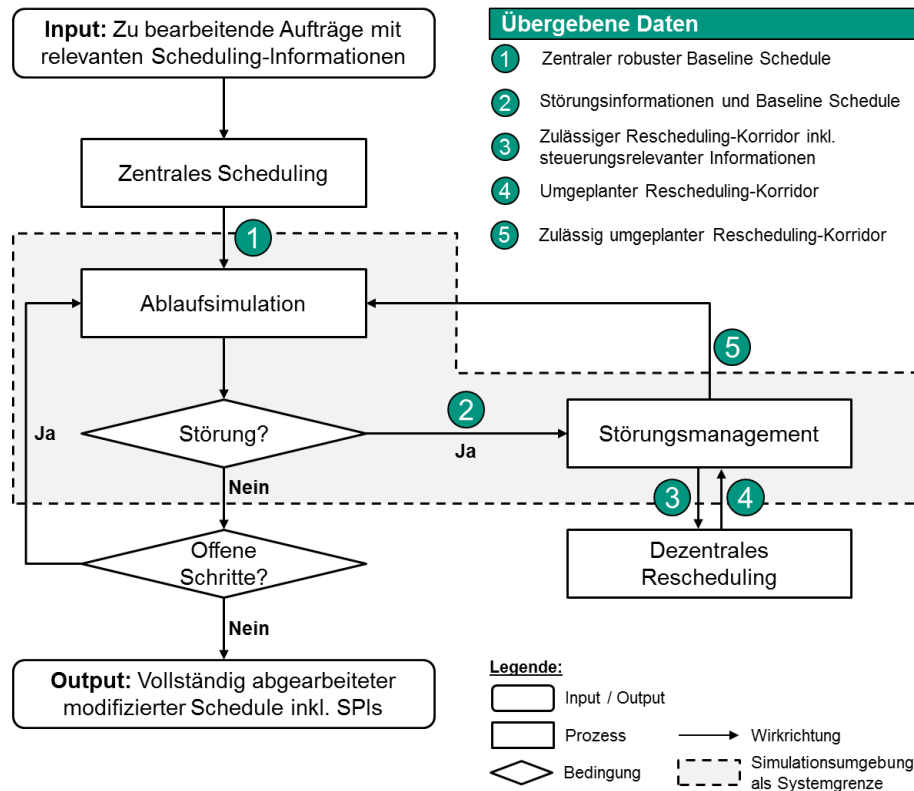 Input: Zu bearbeitende Aufträge mit
relevanten Scheduling-Informationen
Zentrales Scheduling
1
Ablaufsimulation
Störung?
2
Ja
Ja
Nein
Störungsmanagement
5
3
4
Offene
Schritte?
Dezentrales
Rescheduling
Nein
Output: Vollständig abgearbeiteter
modifizierter Schedule inkl. SPIs
Übergebene Daten
1 Zentraler robuster Baseline Schedule
2 Störungsinformationen und Baseline Schedule
3 Zulässiger Rescheduling-Korridor inkl.
steuerungsrelevanter Informationen
4 Umgeplanter Rescheduling-Korridor
5 Zulässig umgeplanter Rescheduling-Korridor
Legende:
Input / Output
Prozess
Wirkrichtung
Bedingung
Simulationsumgebung
als Systemgrenze